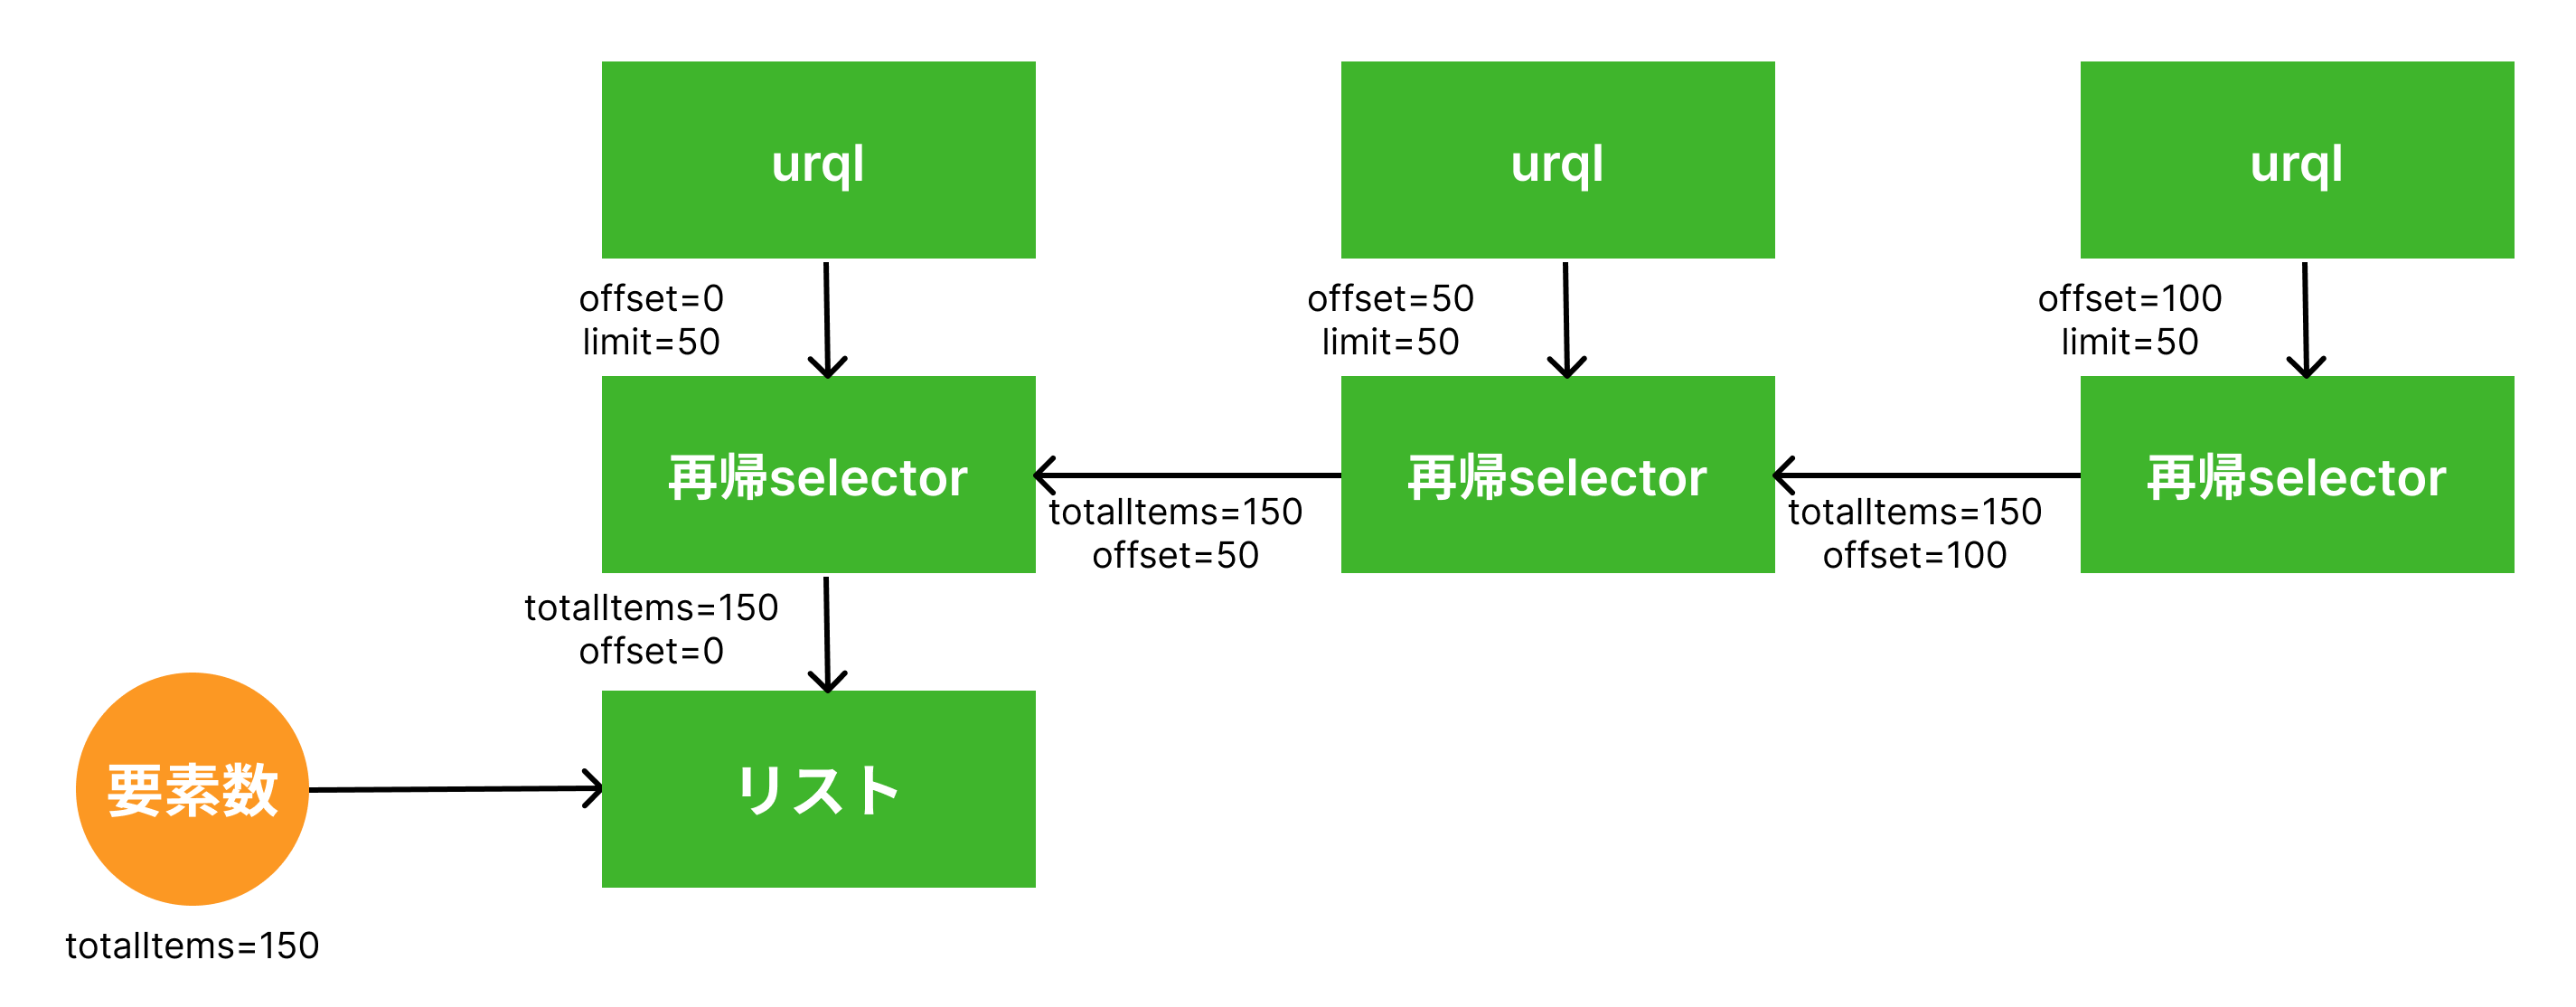 urql
urql
urql
offset=0
limit=50
offset=50
limit=50
offset=100
limit=50
再帰selector
再帰selector
再帰selector
totalItems=150
offset=50
totalItems=150
offset=100
totalItems=150
offset=0
要素数
リスト
totalItems=150